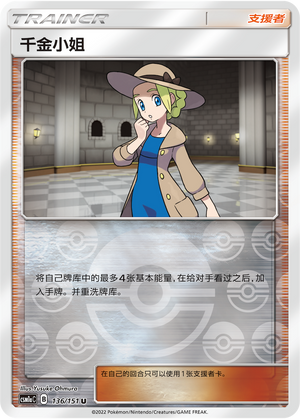 TRAINER
支援者
千金小姐
将自己牌库中的最多4张基本能量，在给对手看过之后，加入手牌。并重洗牌库。
Illus. Yusuke Ohmura
csm1aC D 136/151 U
在自己的回合只可以使用1张支援者卡。
©2022 Pokémon/Nintendo/Creatures/GAME FREAK.